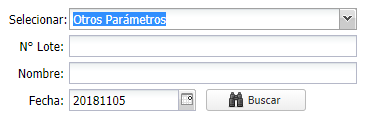 Selecionar: Otros Parámetros
N° Lote:
Nombre:
Fecha: 20181105 Buscar